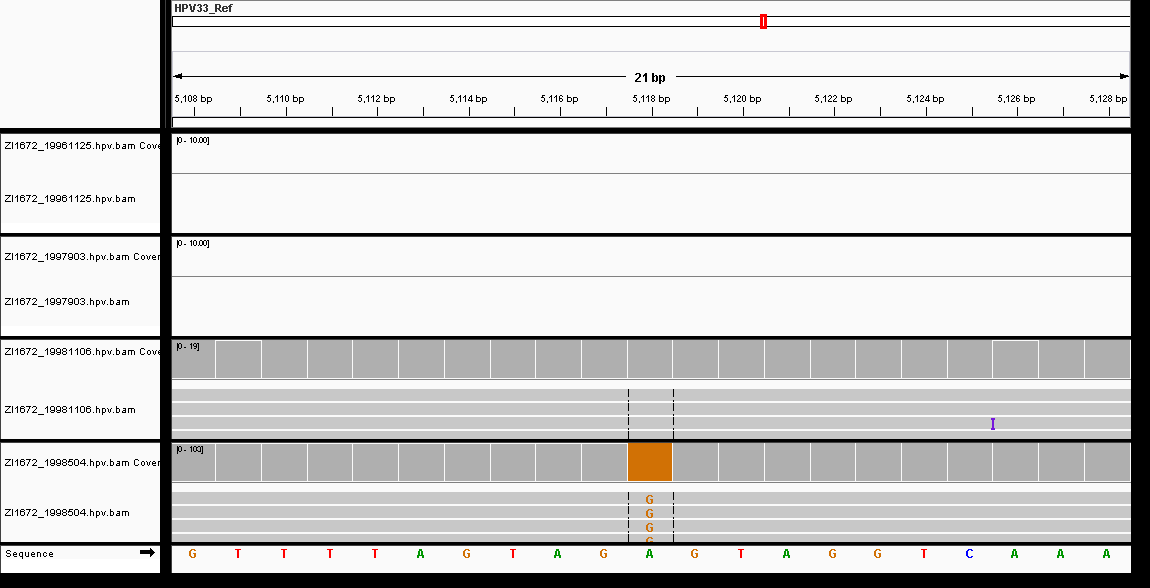 HPV33_Ref
21 bp
5,108 bp 5,110 bp 5,112 bp 5,114 bp 5,116 bp 5,118 bp 5,120 bp 5,122 bp 5,124 bp 5,126 bp 5,128 bp
ZI1672_19961125.hpv.bam Cove
[0 - 10.00]
ZI1672_19961125.hpv.bam
[0 - 10.00]
ZI1672_1997903.hpv.bam Cover
ZI1672_1997903.hpv.bam
ZI1672_19981106.hpv.bam Cove
[0 - 19]
ZI1672_19981106.hpv.bam
I
[0 - 103]
ZI1672_1998504.hpv.bam Cover
G
ZI1672_1998504.hpv.bam
G
G
G
Sequence G T T T T A G T A G A G T A G G T C A A A